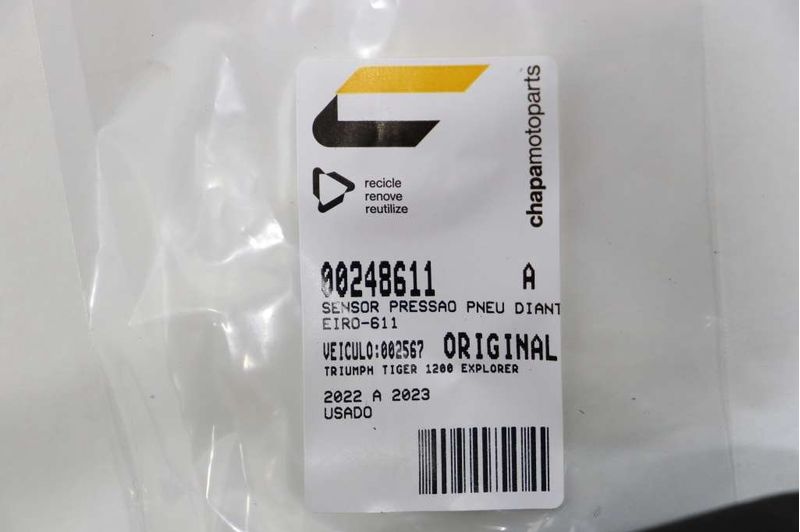 chapamotoparts
recicle
renove
reutilize
00248611 A
SENSOR PRESSAO PNEU DIANT
EIRO-611
VEICULO:002567 ORIGINAL
TRIUMPH TIGER 1200 EXPLORER
2022 A 2023
USADO